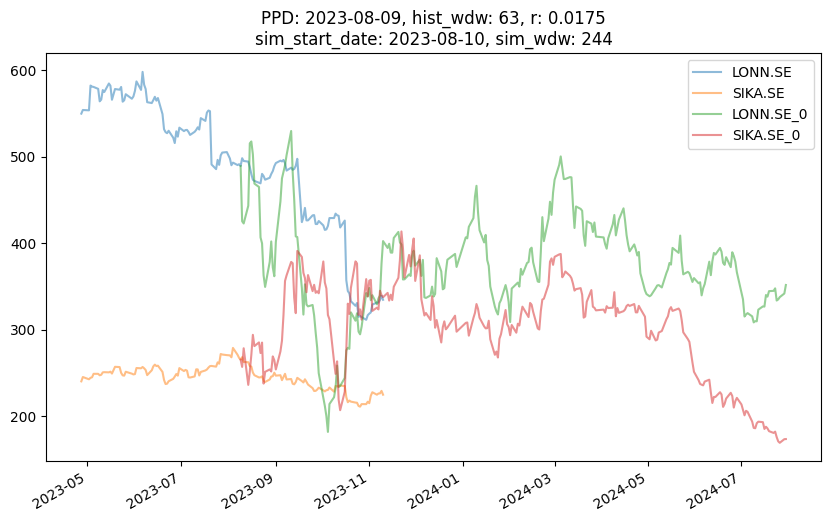 PPD: 2023-08-09, hist_wdw: 63, r: 0.0175
sim_start_date: 2023-08-10, sim_wdw: 244
LONN.SE
SIKA.SE
LONN.SE_0
SIKA.SE_0
600
500
400
300
200
2023-05
2023-07
2023-09
2023-11
2024-01
2024-03
2024-05
2024-07